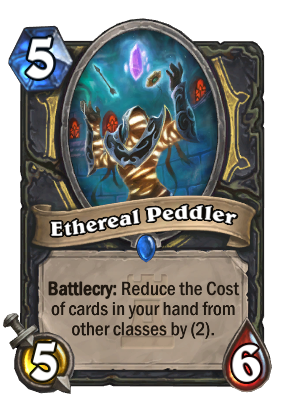 5
Ethereal Peddler
Battlecry: Reduce the Cost
of cards in your hand from
other classes by (2).
5
6